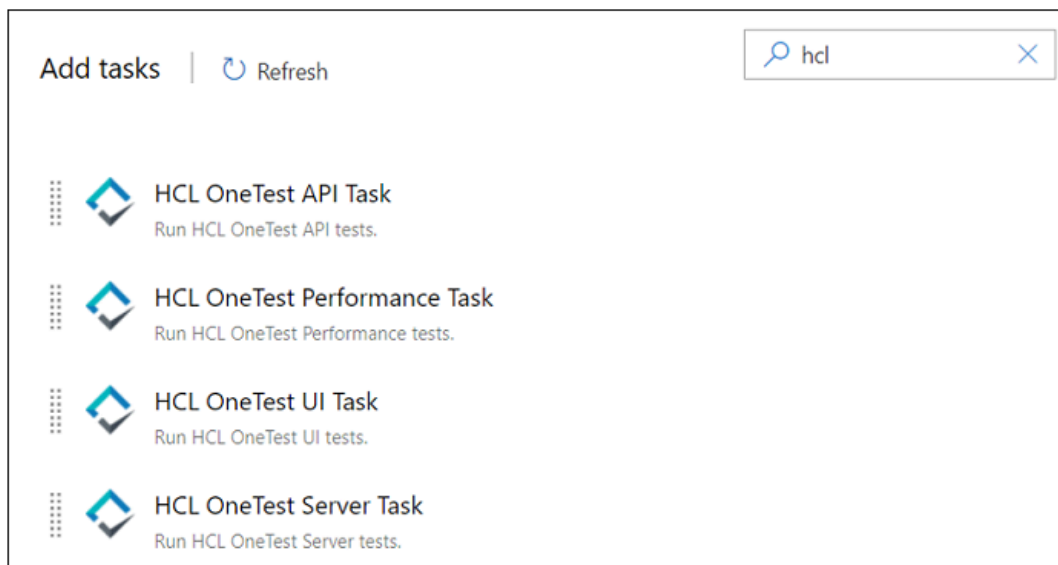 Add tasks
Refresh
hcl
HCL OneTest API Task
Run HCL OneTest API tests.
HCL OneTest Performance Task
Run HCL OneTest Performance tests.
HCL OneTest UI Task
Run HCL OneTest UI tests.
HCL OneTest Server Task
Run HCL OneTest Server tests.